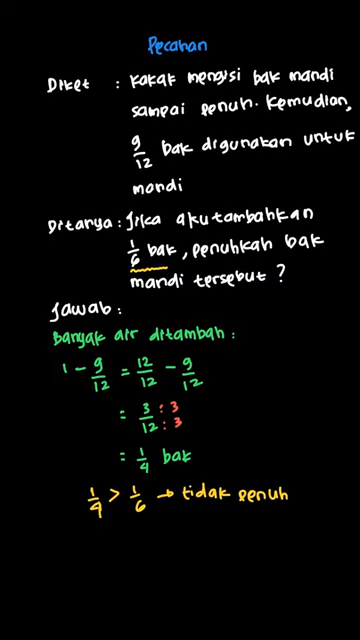 Pecahan
Diket : Kakak mengisi bak mandi
sampai penuh. Kemudian,
9/12 bak digunakan untuk
mandi
Ditanya : Jika aku tambahkan
1/6 bak, penuhkah bak
mandi tersebut ?
Jawab :
Banyak air ditambah :
1 - 9/12 = 12/12 - 9/12
= 3/12 : 3 : 3
= 1/4 bak
1/4 > 1/6 → tidak penuh